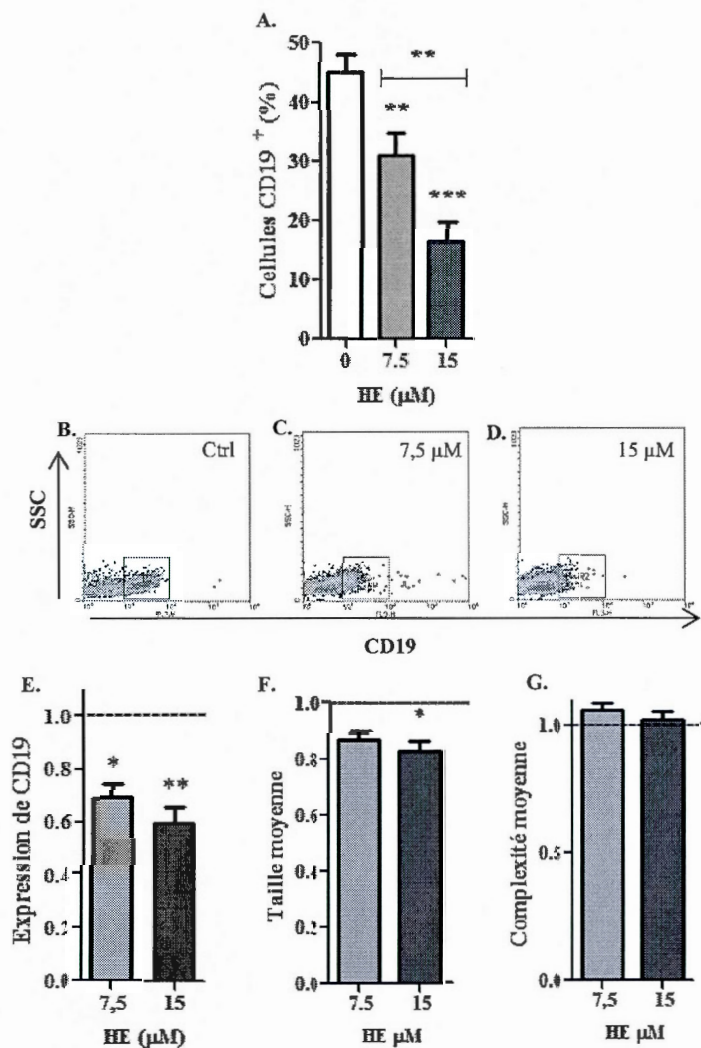 A.
Cellules CD19 + (%)
50
40
30
20
10
0
**
**
***
0 7.5 15
HE (µM)
B. Ctrl
C. 7,5 µM
D. 15 µM
SSC
1023
SSC-H
CD19
E.
Expression de CD19
1.0
0.8
0.6
0.4
0.2
0.0
*
**
7,5 15
HE (µM)
F.
Taille moyenne
1.0
0.8
0.6
0.4
0.2
0.0
*
7,5 15
HE µM
G.
Complexité moyenne
1.0
0.0
7,5 15
HE µM